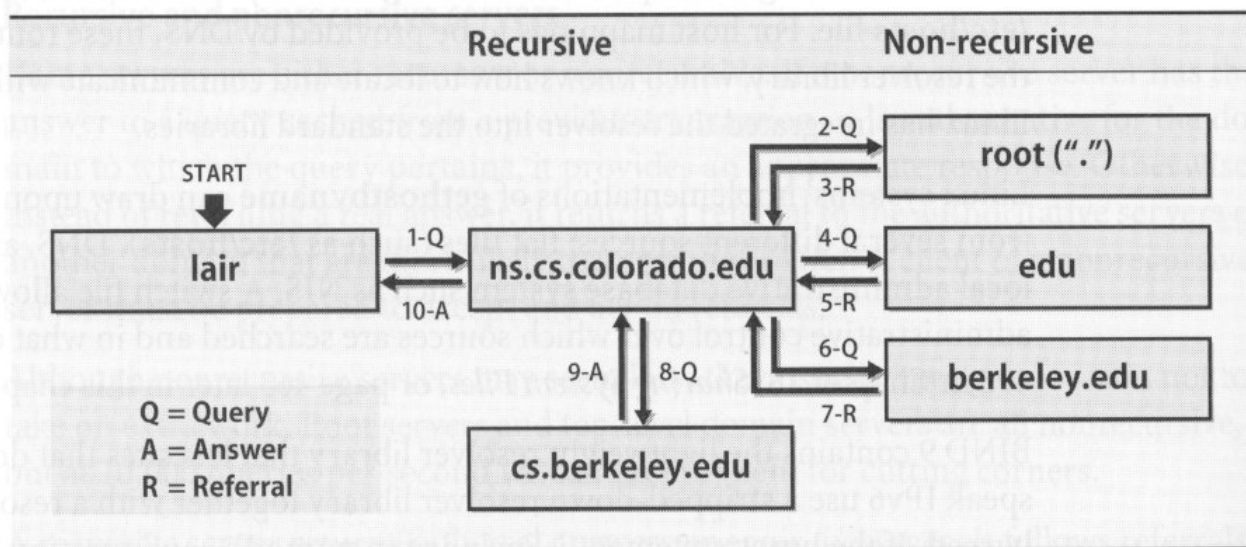 Recursive Non-recursive
START
lair
1-Q
10-A
ns.cs.colorado.edu
2-Q
3-R
root (“.”)
4-Q
5-R
edu
6-Q
7-R
berkeley.edu
9-A 8-Q
cs.berkeley.edu
Q = Query
A = Answer
R = Referral